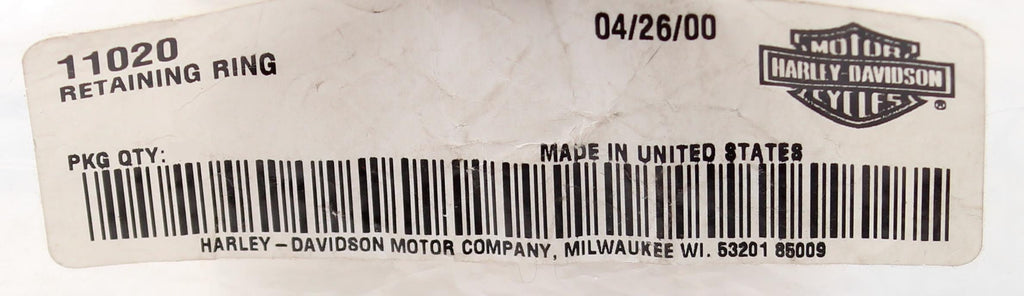 11020
RETAINING RING
04/26/00
MOTOR
HARLEY-DAVIDSON
CYCLES
®
PKG QTY:
MADE IN UNITED STATES
HARLEY-DAVIDSON MOTOR COMPANY, MILWAUKEE WI. 53201 85009